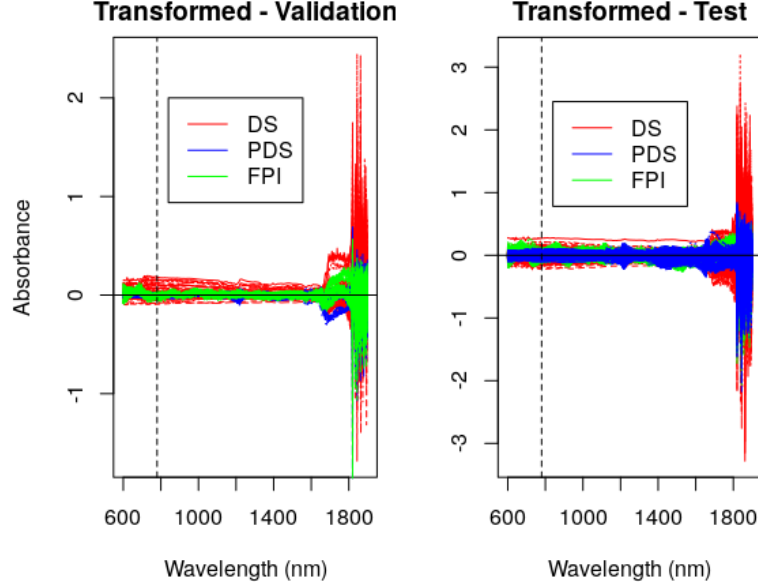 Transformed - Validation
Absorbance
2
1
0
-1
DS
PDS
FPI
600
1000
1400
1800
Wavelength (nm)
Transformed - Test
3
2
1
0
-1
-2
-3
DS
PDS
FPI
600
1000
1400
1800
Wavelength (nm)